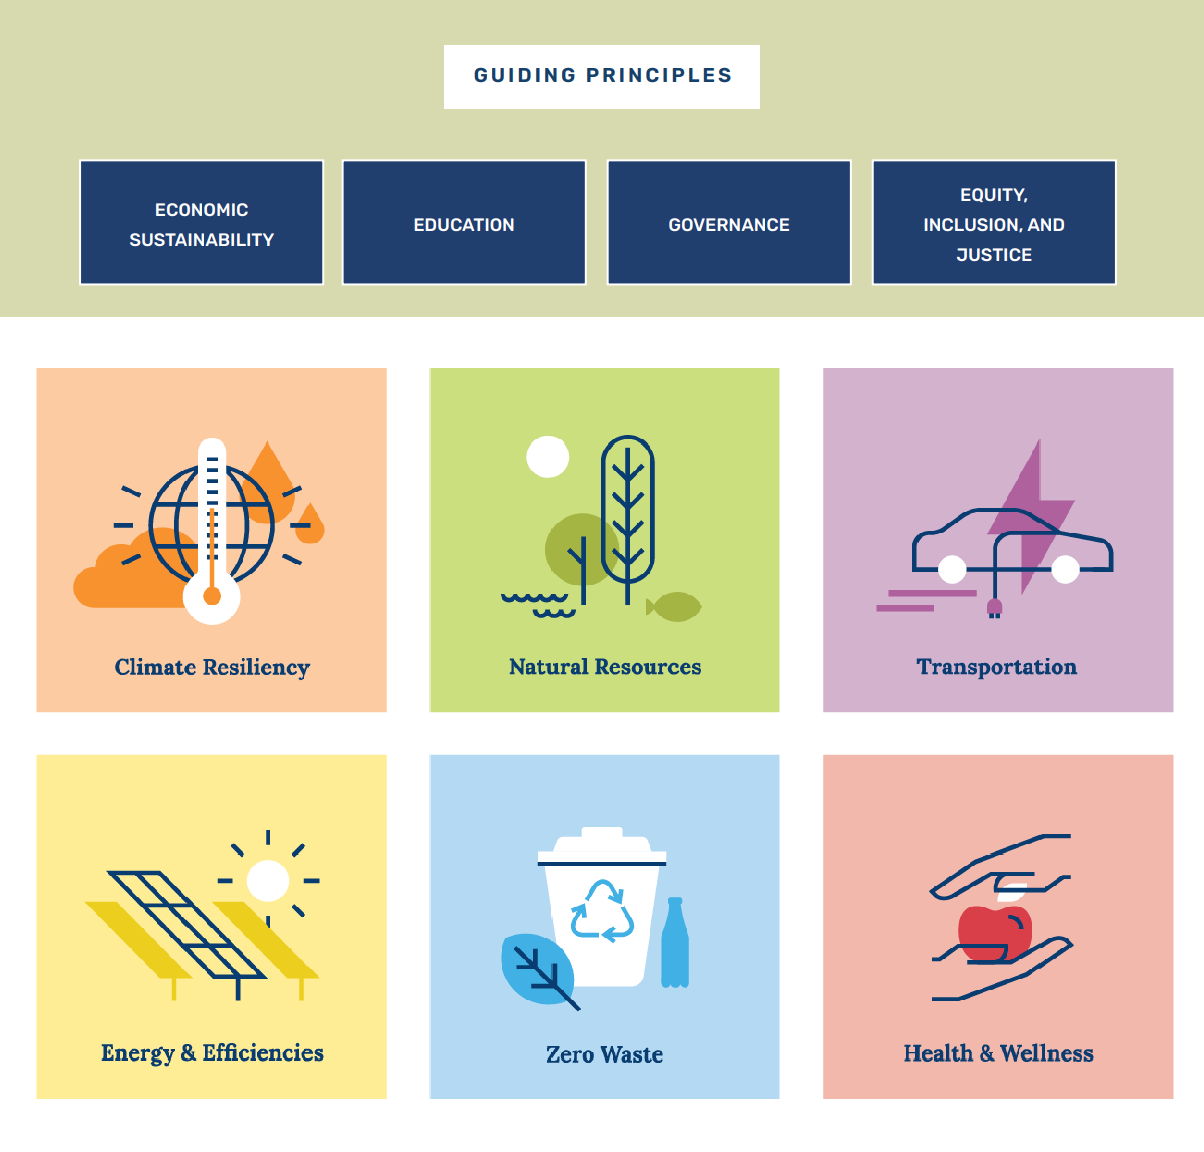 GUIDING PRINCIPLES
ECONOMIC
SUSTAINABILITY
EDUCATION
GOVERNANCE
EQUITY,
INCLUSION, AND
JUSTICE
Climate Resiliency
Natural Resources
Transportation
Energy & Efficiencies
Zero Waste
Health & Wellness